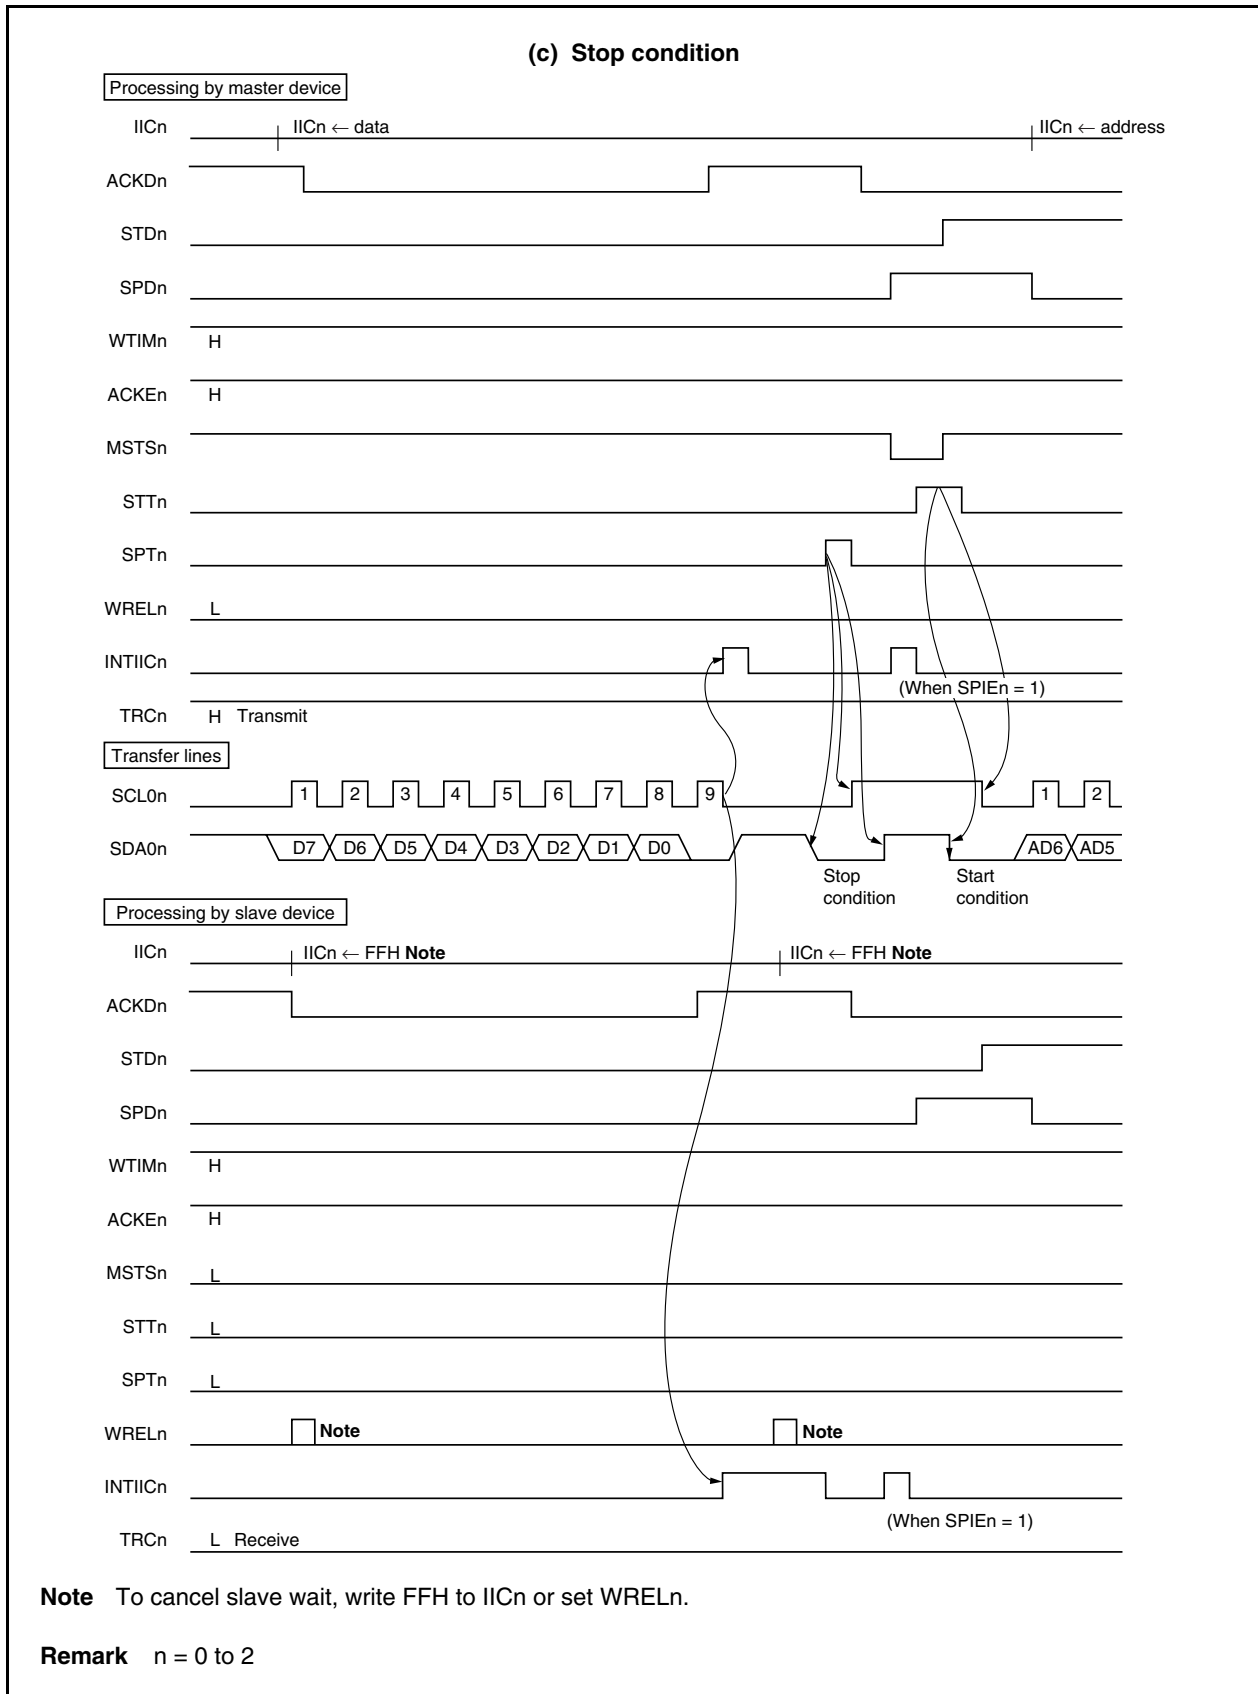 (c) Stop condition
Processing by master device
IICn IICn ← data IICn ← address
ACKDn
STDn
SPDn
WTIMn H
ACKEn H
MSTSn
STTn
SPTn
WRELn L
INTIICn
(When SPIEn = 1)
TRCn H Transmit
Transfer lines
SCL0n 1 2 3 4 5 6 7 8 9 1 2
SDA0n D7 D6 D5 D4 D3 D2 D1 D0 AD6 AD5
Stop condition
Start condition
Processing by slave device
IICn IICn ← FFH Note IICn ← FFH Note
ACKDn
STDn
SPDn
WTIMn H
ACKEn H
MSTSn L
STTn L
SPTn L
WRELn Note Note
INTIICn
(When SPIEn = 1)
TRCn L Receive
Note To cancel slave wait, write FFH to IICn or set WRELn.
Remark n = 0 to 2